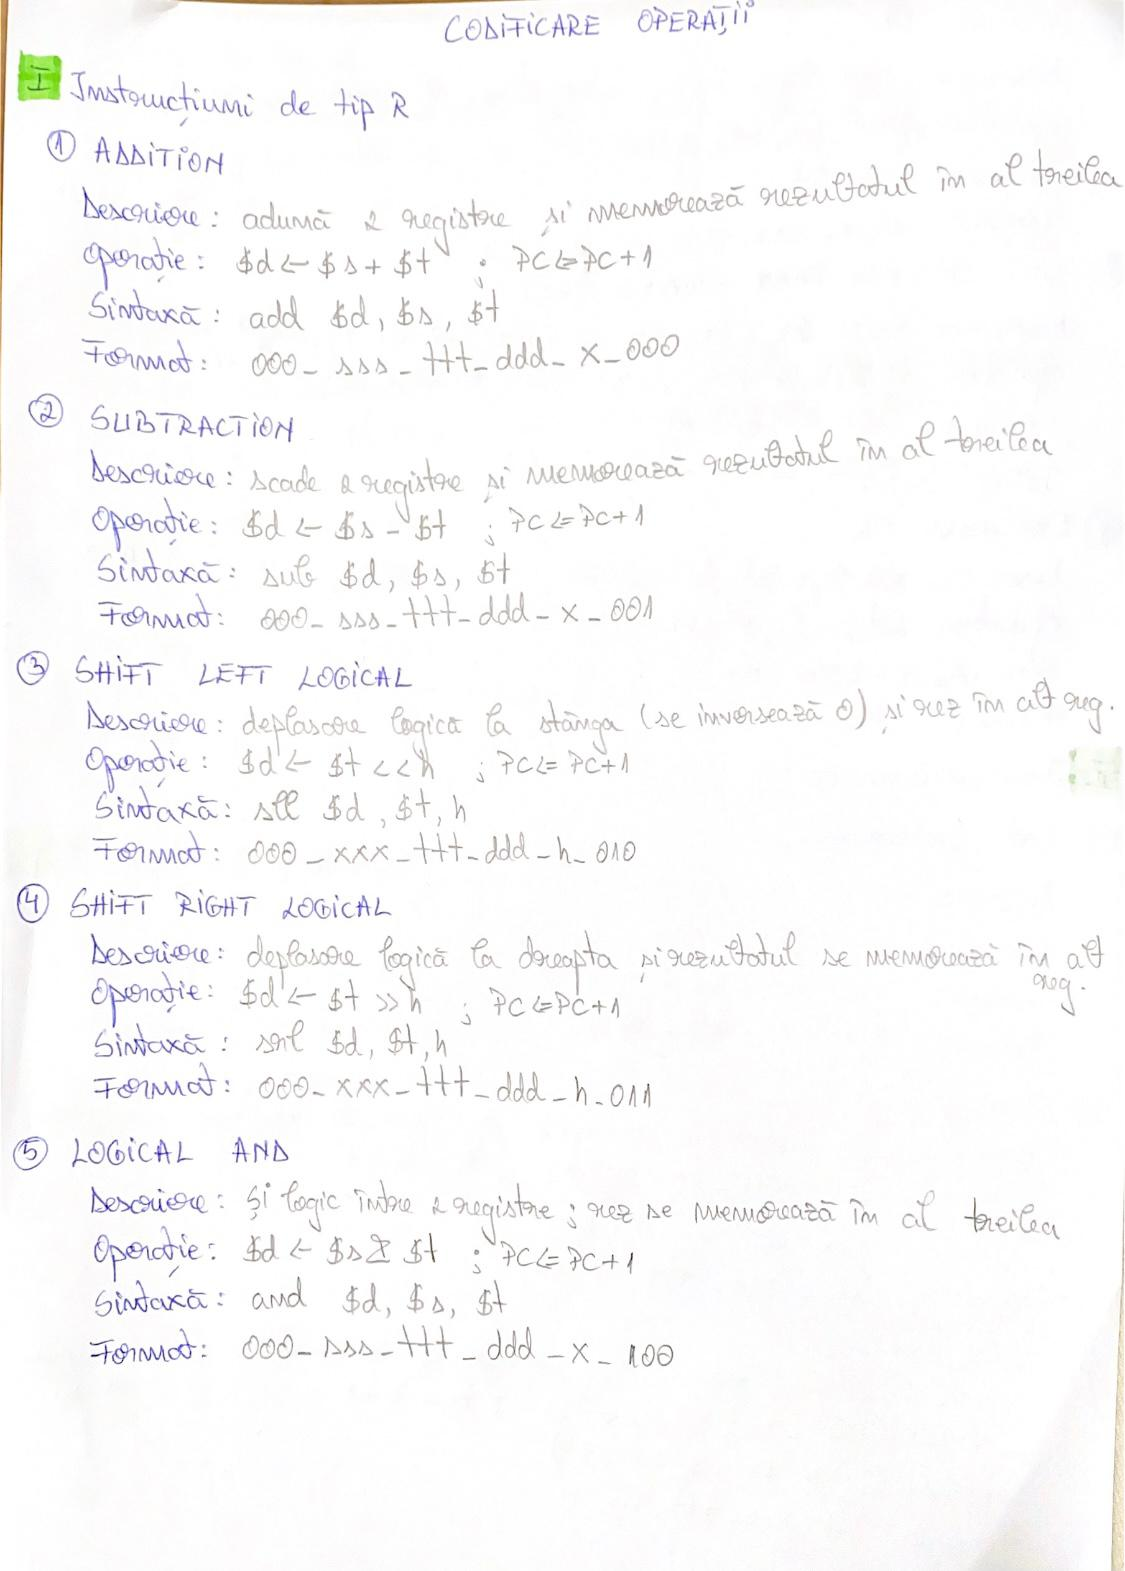 CODIFICARE OPERAȚII
I Instrucțiuni de tip R
① ADDITION
Descriere: adumă 2 registre și memorează rezultatul în al treilea
Operație: $d ← $s + $t ; PC ⇐ PC + 1
Sintaxă: add $d, $s, $t
Format: 000_sss_ttt_ddd_x_000
② SUBTRACTION
Descriere: scade 2 registre și memorează rezultatul în al treilea
Operație: $d ← $s - $t ; PC ⇐ PC + 1
Sintaxă: sub $d, $s, $t
Format: 000_sss_ttt_ddd_x_001
③ SHIFT LEFT LOGICAL
Descriere: deplasare logică la stânga (se inversează 0) și rez în alt reg.
Operație: $d ← $t << h ; PC ⇐ PC+1
Sintaxă: sll $d, $t, h
Format: 000_xxx_ttt_ddd_h_010
④ SHIFT RIGHT LOGICAL
Descriere: deplasare logică la dreapta și rezultatul se memorează în alt reg.
Operație: $d ← $t >> h ; PC ⇐ PC+1
Sintaxă: srl $d, $t, h
Format: 000_xxx_ttt_ddd_h_011
⑤ LOGICAL AND
Descriere: Și logic între 2 registre ; rez se memorează în al treilea
Operație: $d ← $s & $t ; PC ⇐ PC+1
Sintaxă: and $d, $s, $t
Format: 000_sss_ttt_ddd_x_100